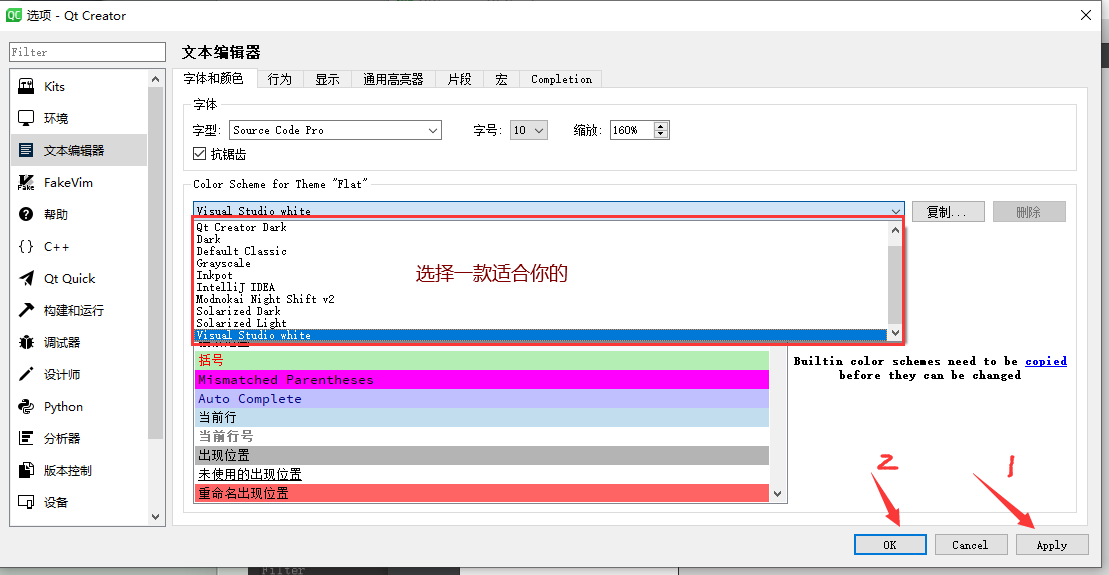 选项 - Qt Creator
Filter
文本编辑器
Kits
环境
文本编辑器
FakeVim
帮助
C++
Qt Quick
构建和运行
调试器
设计师
Python
分析器
版本控制
设备
字体和颜色 行为 显示 通用高亮器 片段 宏 Completion
字体
字型: Source Code Pro 字号: 10 缩放: 160%
抗锯齿
Color Scheme for Theme "Flat"
Visual Studio white 复制... 删除
Qt Creator Dark
Dark
Default Classic
Grayscale
Inkpot
IntelliJ IDEA
Modnokai Night Shift v2
Solarized Dark
Solarized Light
Visual Studio white
选择一款适合你的
括号
Mismatched Parentheses
Auto Complete
当前行
当前行号
出现位置
未使用的出现位置
重命名出现位置
Builtin color schemes need to be copied
before they can be changed
2 1
OK Cancel Apply
Filter